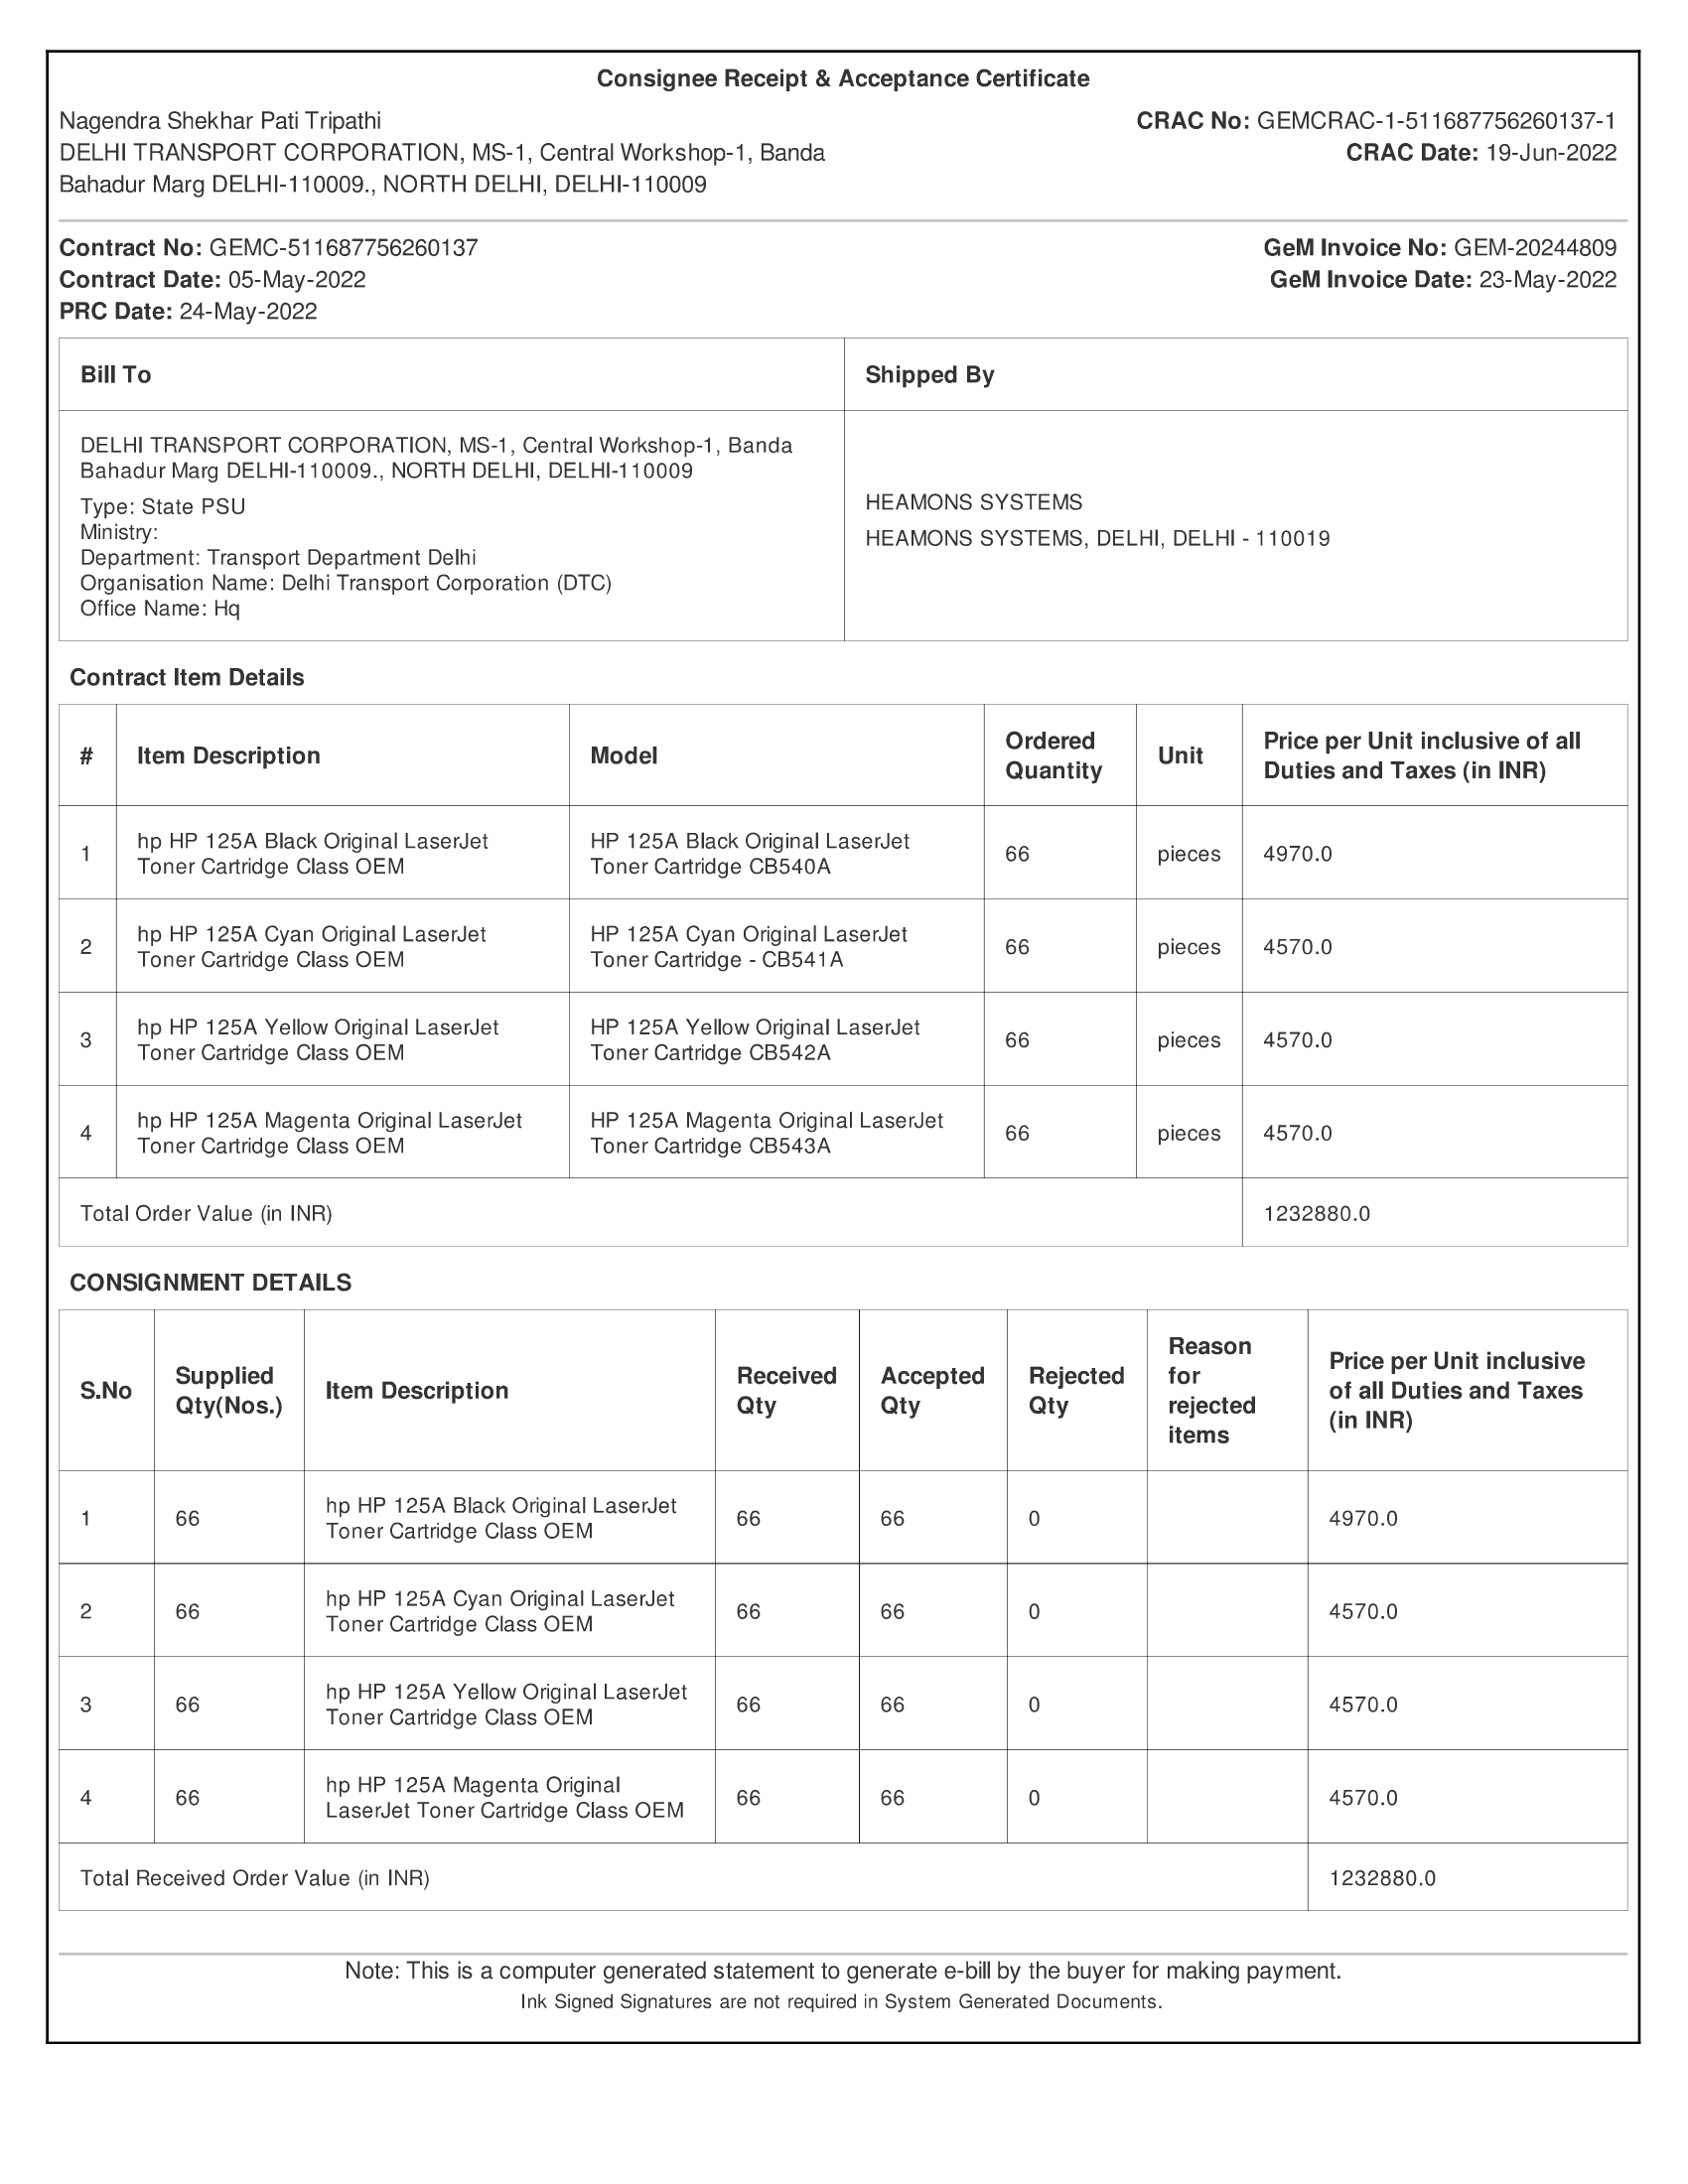 Consignee Receipt & Acceptance Certificate
Nagendra Shekhar Pati Tripathi
DELHI TRANSPORT CORPORATION, MS-1, Central Workshop-1, Banda
Bahadur Marg DELHI-110009., NORTH DELHI, DELHI-110009
CRAC No: GEMCRAC-1-511687756260137-1
CRAC Date: 19-Jun-2022
Contract No: GEMC-511687756260137
Contract Date: 05-May-2022
PRC Date: 24-May-2022
GeM Invoice No: GEM-20244809
GeM Invoice Date: 23-May-2022
Bill To
Shipped By
DELHI TRANSPORT CORPORATION, MS-1, Central Workshop-1, Banda
Bahadur Marg DELHI-110009., NORTH DELHI, DELHI-110009
Type: State PSU
Ministry:
Department: Transport Department Delhi
Organisation Name: Delhi Transport Corporation (DTC)
Office Name: Hq
HEAMONS SYSTEMS
HEAMONS SYSTEMS, DELHI, DELHI - 110019
Contract Item Details
# Item Description Model Ordered Quantity Unit Price per Unit inclusive of all Duties and Taxes (in INR)
1 hp HP 125A Black Original LaserJet Toner Cartridge Class OEM HP 125A Black Original LaserJet Toner Cartridge CB540A 66 pieces 4970.0
2 hp HP 125A Cyan Original LaserJet Toner Cartridge Class OEM HP 125A Cyan Original LaserJet Toner Cartridge - CB541A 66 pieces 4570.0
3 hp HP 125A Yellow Original LaserJet Toner Cartridge Class OEM HP 125A Yellow Original LaserJet Toner Cartridge CB542A 66 pieces 4570.0
4 hp HP 125A Magenta Original LaserJet Toner Cartridge Class OEM HP 125A Magenta Original LaserJet Toner Cartridge CB543A 66 pieces 4570.0
Total Order Value (in INR) 1232880.0
CONSIGNMENT DETAILS
S.No Supplied Qty(Nos.) Item Description Received Qty Accepted Qty Rejected Qty Reason for rejected items Price per Unit inclusive of all Duties and Taxes (in INR)
1 66 hp HP 125A Black Original LaserJet Toner Cartridge Class OEM 66 66 0 4970.0
2 66 hp HP 125A Cyan Original LaserJet Toner Cartridge Class OEM 66 66 0 4570.0
3 66 hp HP 125A Yellow Original LaserJet Toner Cartridge Class OEM 66 66 0 4570.0
4 66 hp HP 125A Magenta Original LaserJet Toner Cartridge Class OEM 66 66 0 4570.0
Total Received Order Value (in INR) 1232880.0
Note: This is a computer generated statement to generate e-bill by the buyer for making payment.
Ink Signed Signatures are not required in System Generated Documents.